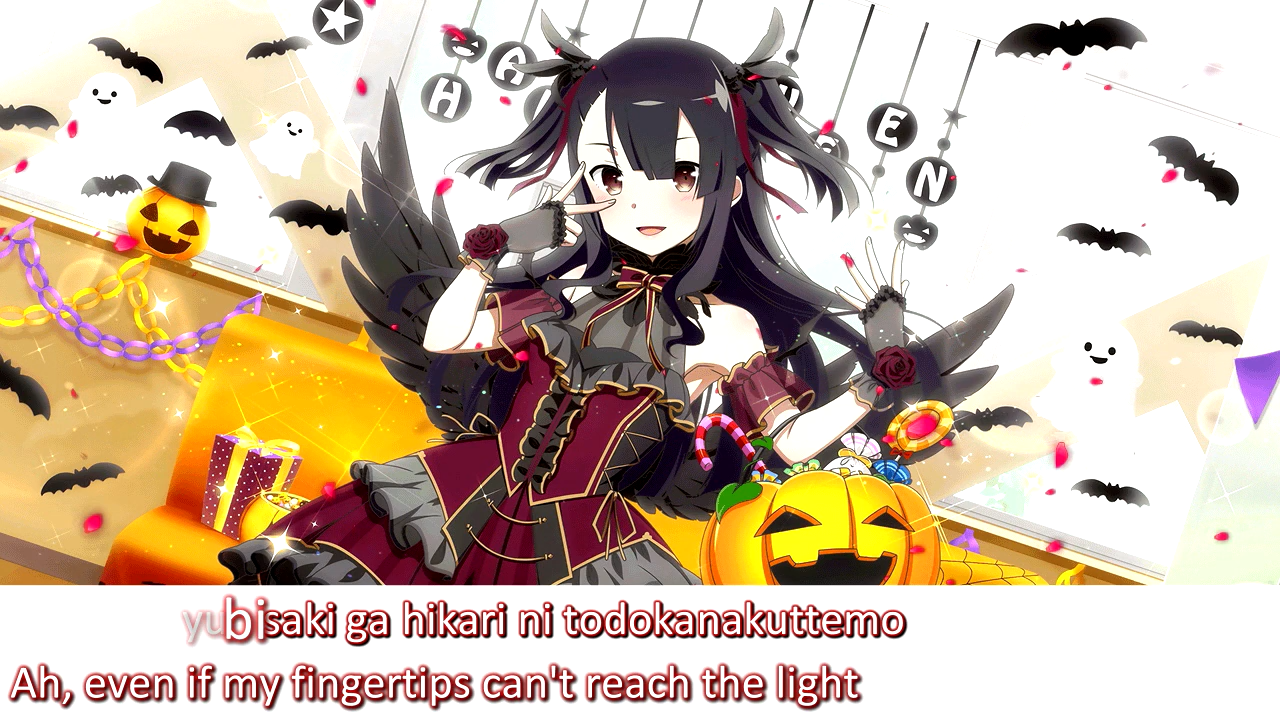 H A E N
yubisaki ga hikari ni todokanakuttemo
Ah, even if my fingertips can't reach the light